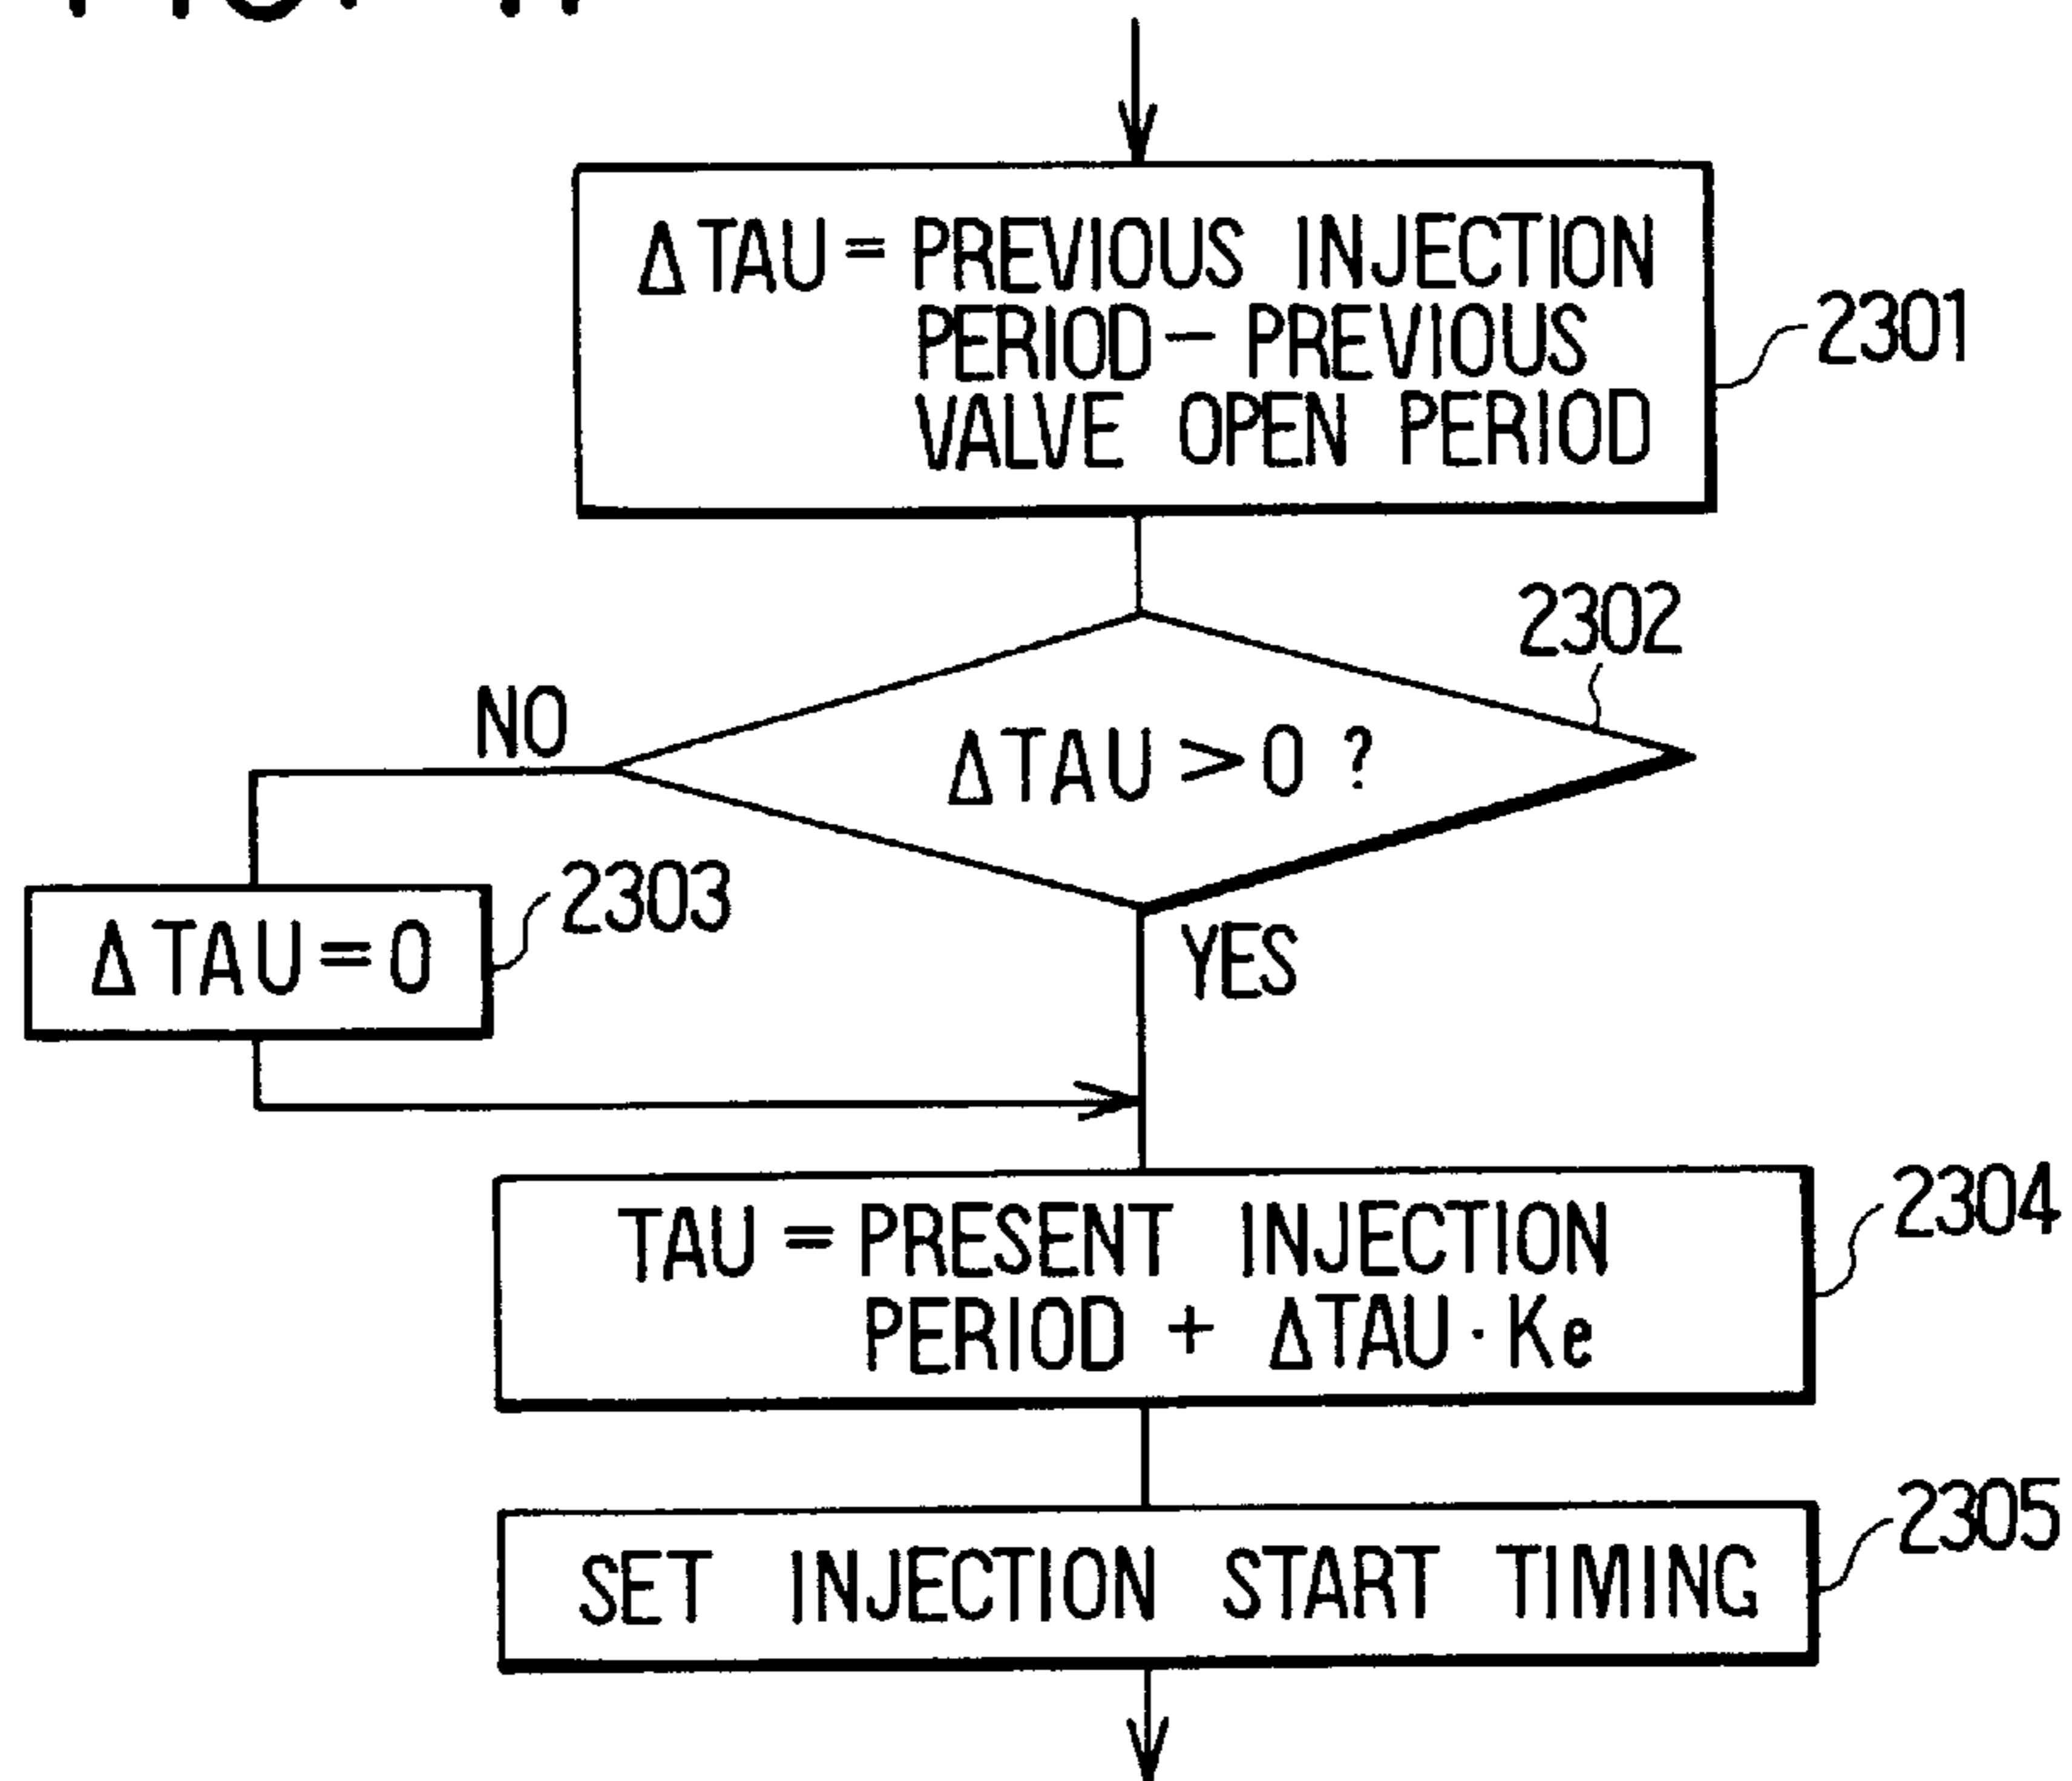 ΔTAU = PREVIOUS INJECTION
PERIOD - PREVIOUS
VALVE OPEN PERIOD
2301
2302
NO
ΔTAU > 0 ?
2303
ΔTAU = 0
YES
2304
TAU = PRESENT INJECTION
PERIOD + ΔTAU · Ke
2305
SET INJECTION START TIMING